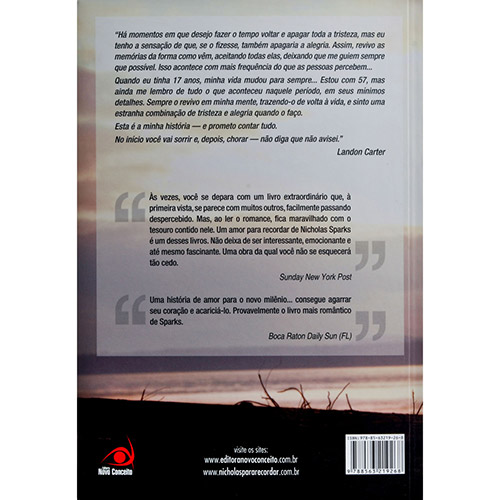 "Há momentos em que desejo fazer o tempo voltar e apagar toda a tristeza, mas eu
tenho a sensação de que, se o fizesse, também apagaria a alegria. Assim, revivo as
memórias da forma como vêm, aceitando todas elas, deixando que me guiem sempre
que possível. Isso acontece com mais frequência do que as pessoas percebem...
Quando eu tinha 17 anos, minha vida mudou para sempre... Estou com 57, mas
ainda me lembro de tudo o que aconteceu naquele período, em seus mínimos
detalhes. Sempre o revivo em minha mente, trazendo-o de volta à vida, e sinto uma
estranha combinação de tristeza e alegria quando o faço.
Esta é a minha história — e prometo contar tudo.
No início você vai sorrir e, depois, chorar — não diga que não avisei."
Landon Carter
“
Às vezes, você se depara com um livro extraordinário que, à
primeira vista, se parece com muitos outros, facilmente passando
despercebido. Mas, ao ler o romance, fica maravilhado com o
tesouro contido nele. Um amor para recordar de Nicholas Sparks
é um desses livros. Não deixa de ser interessante, emocionante e
até mesmo fascinante. Uma obra da qual você não se esquecerá
tão cedo.
”
Sunday New York Post
“
Uma história de amor para o novo milênio... consegue agarrar
seu coração e acariciá-lo. Provavelmente o livro mais romântico
de Sparks.
”
Boca Raton Daily Sun (FL)
visite os sites:
www.editoranovoconceito.com.br
www.nicholaspararecordar.com.br
Novo Conceito
9788563219268